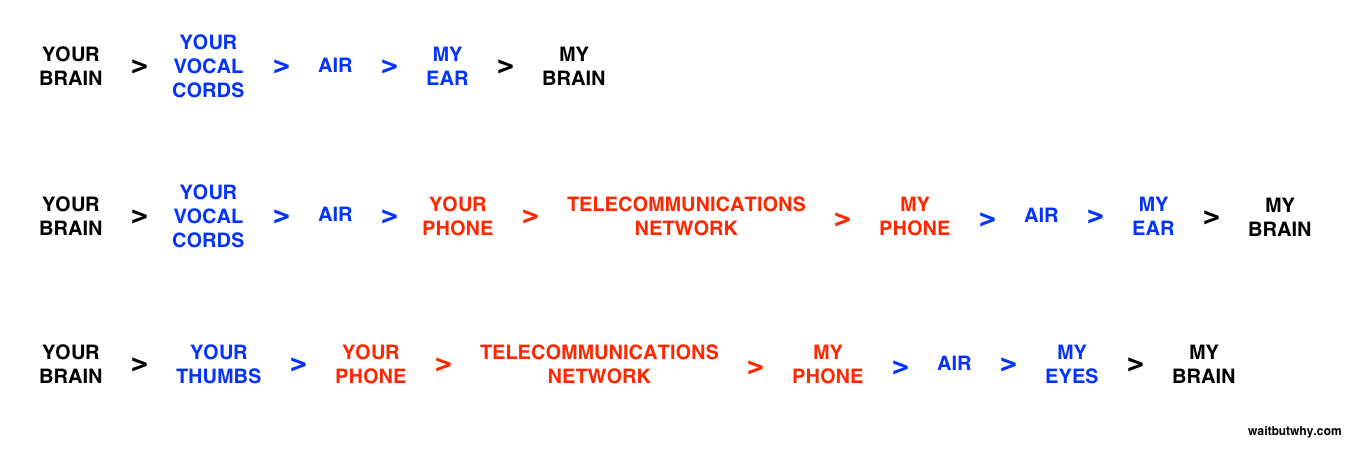 YOUR BRAIN > YOUR VOCAL CORDS > AIR > MY EAR > MY BRAIN
YOUR BRAIN > YOUR VOCAL CORDS > AIR > YOUR PHONE > TELECOMMUNICATIONS NETWORK > MY PHONE > AIR > MY EAR > MY BRAIN
YOUR BRAIN > YOUR THUMBS > YOUR PHONE > TELECOMMUNICATIONS NETWORK > MY PHONE > AIR > MY EYES > MY BRAIN
waitbutwhy.com